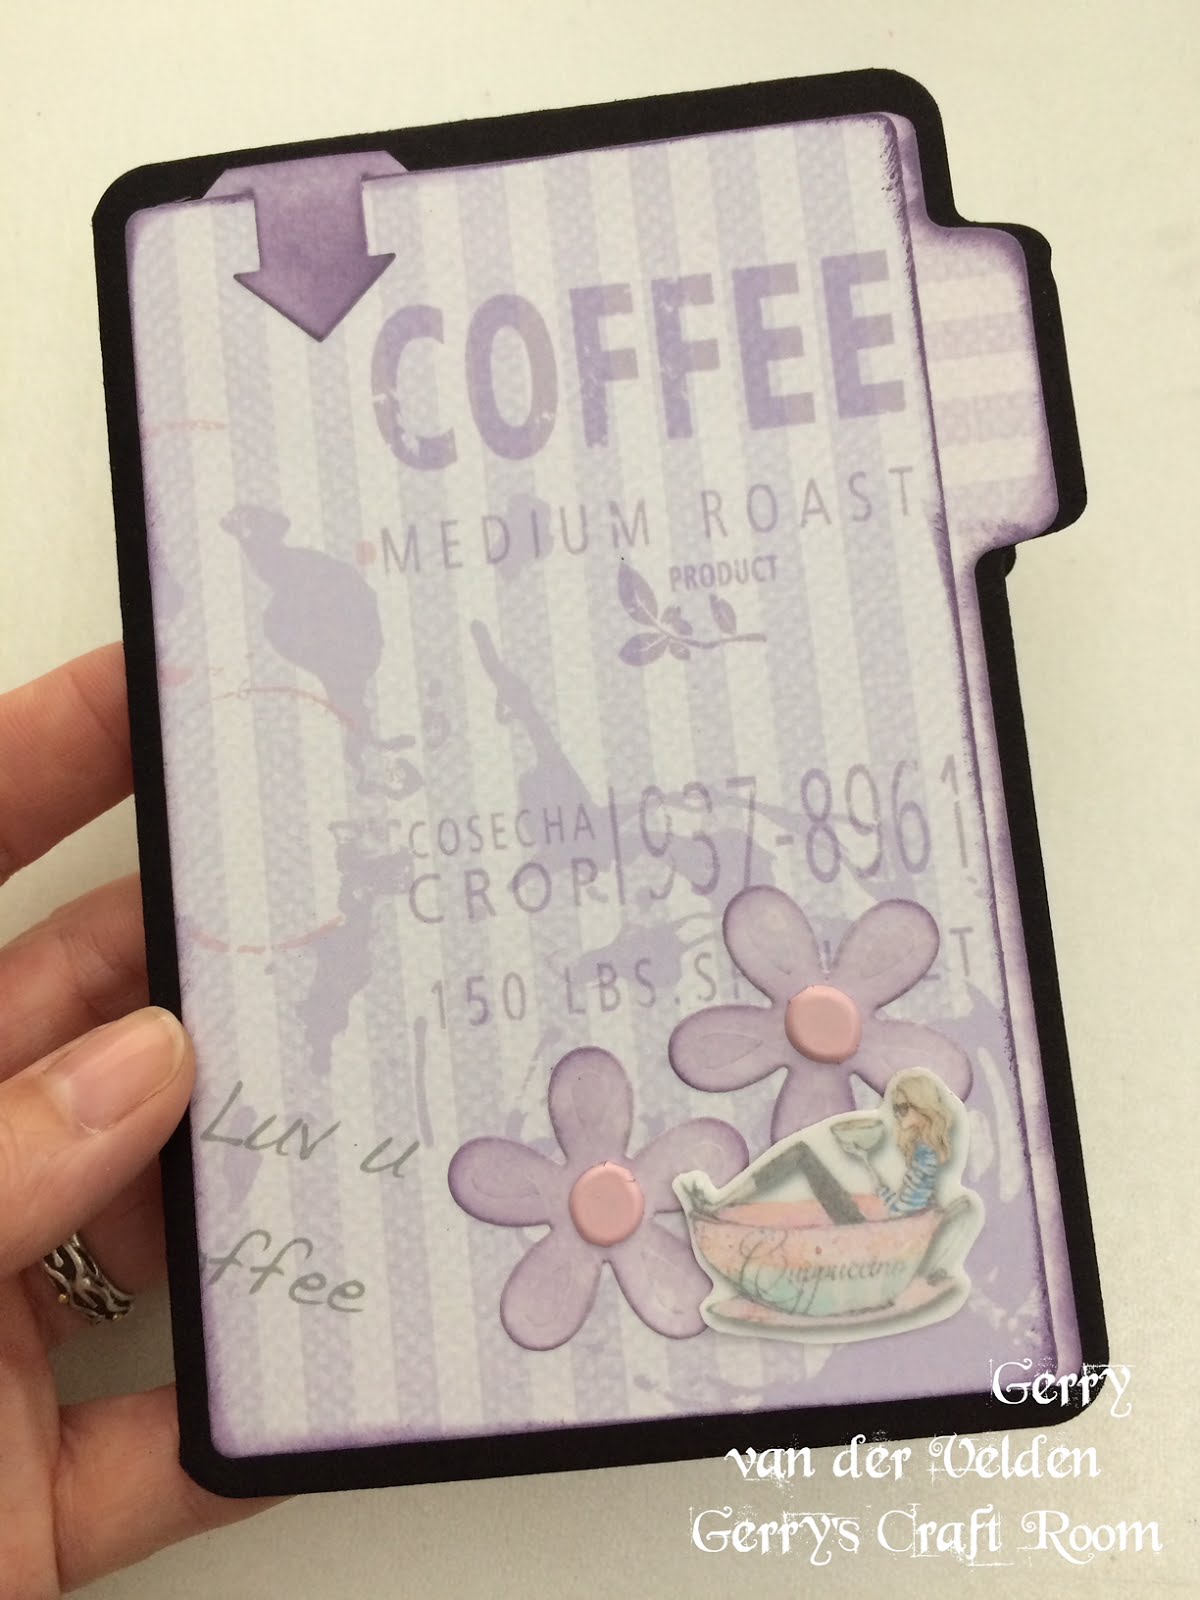 COFFEE
MEDIUM ROAST
PRODUCT
COSECHA
CROP
937-8961
150 LBS.
Luv u
ffee
Cuppuccino
Gerry
van der Velden
Gerry's Craft Room